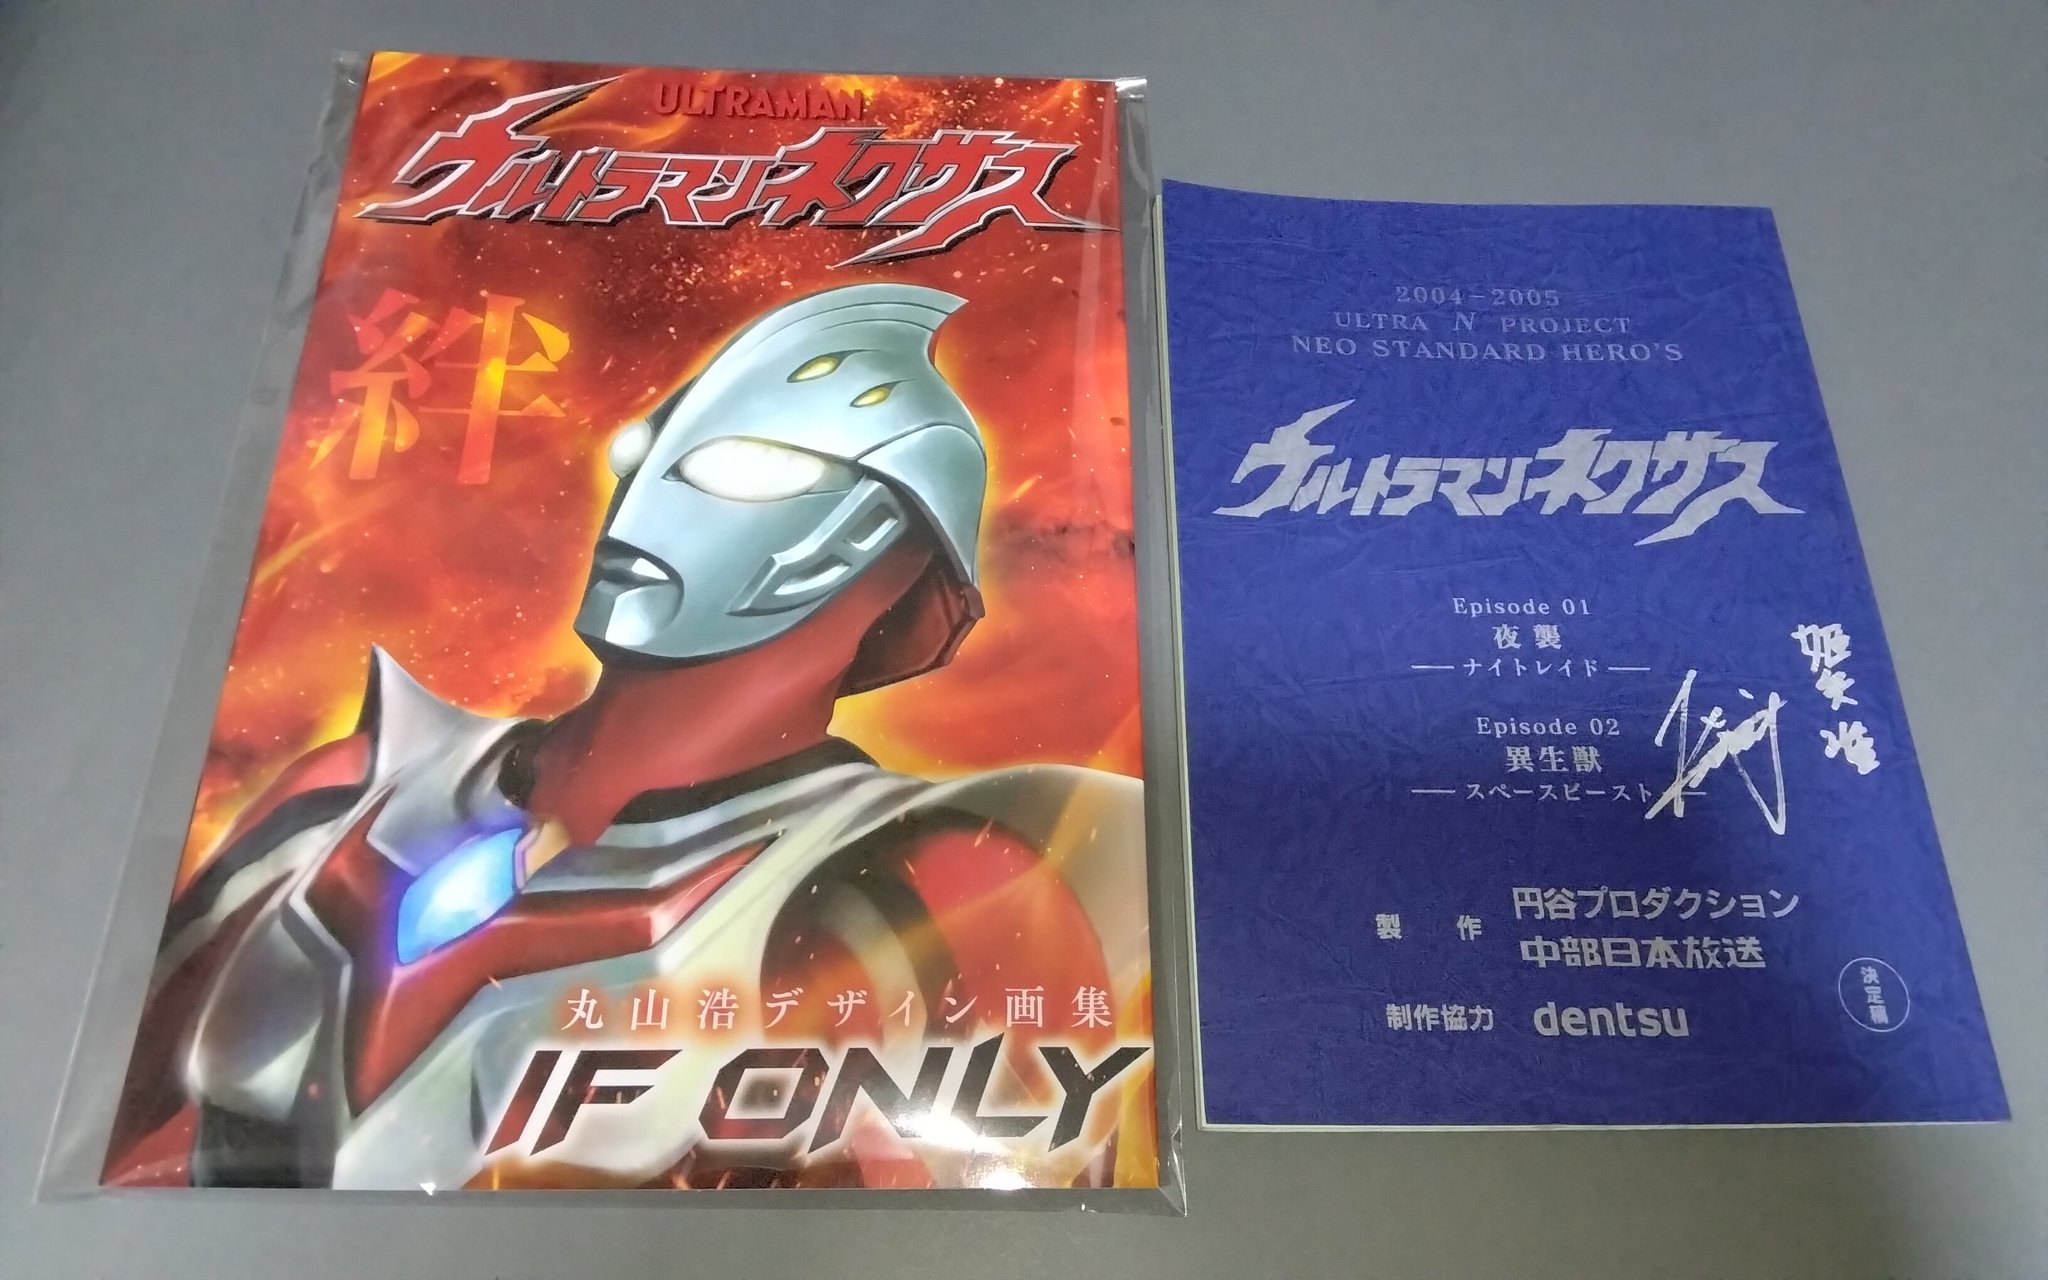 ULTRAMAN
ウルトラマンネクサス
絆
丸山浩デザイン画集
IF ONLY
2004-2005
ULTRA N PROJECT
NEO STANDARD HERO'S
ウルトラマンネクサス
Episode 01
夜襲
― ナイトレイド ―
Episode 02
異生獣
― スペースビースト ―
姫矢准
製作 円谷プロダクション
中部日本放送
制作協力 dentsu
決定稿